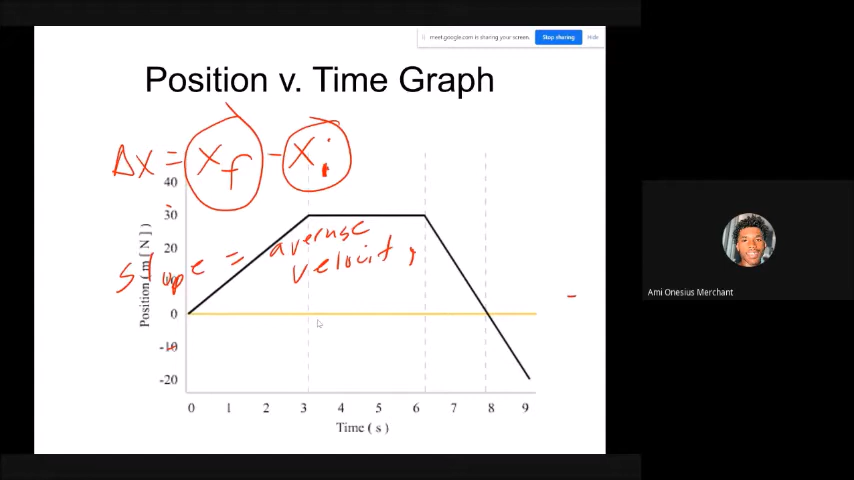 meet.google.com is sharing your screen.
Stop sharing
Hide
Position v. Time Graph
Δx = xf - xi
slope = average
velocity
Position ( m [ N ] )
40
30
20
10
0
-10
-20
0 1 2 3 4 5 6 7 8 9
Time ( s )
Ami Onesius Merchant